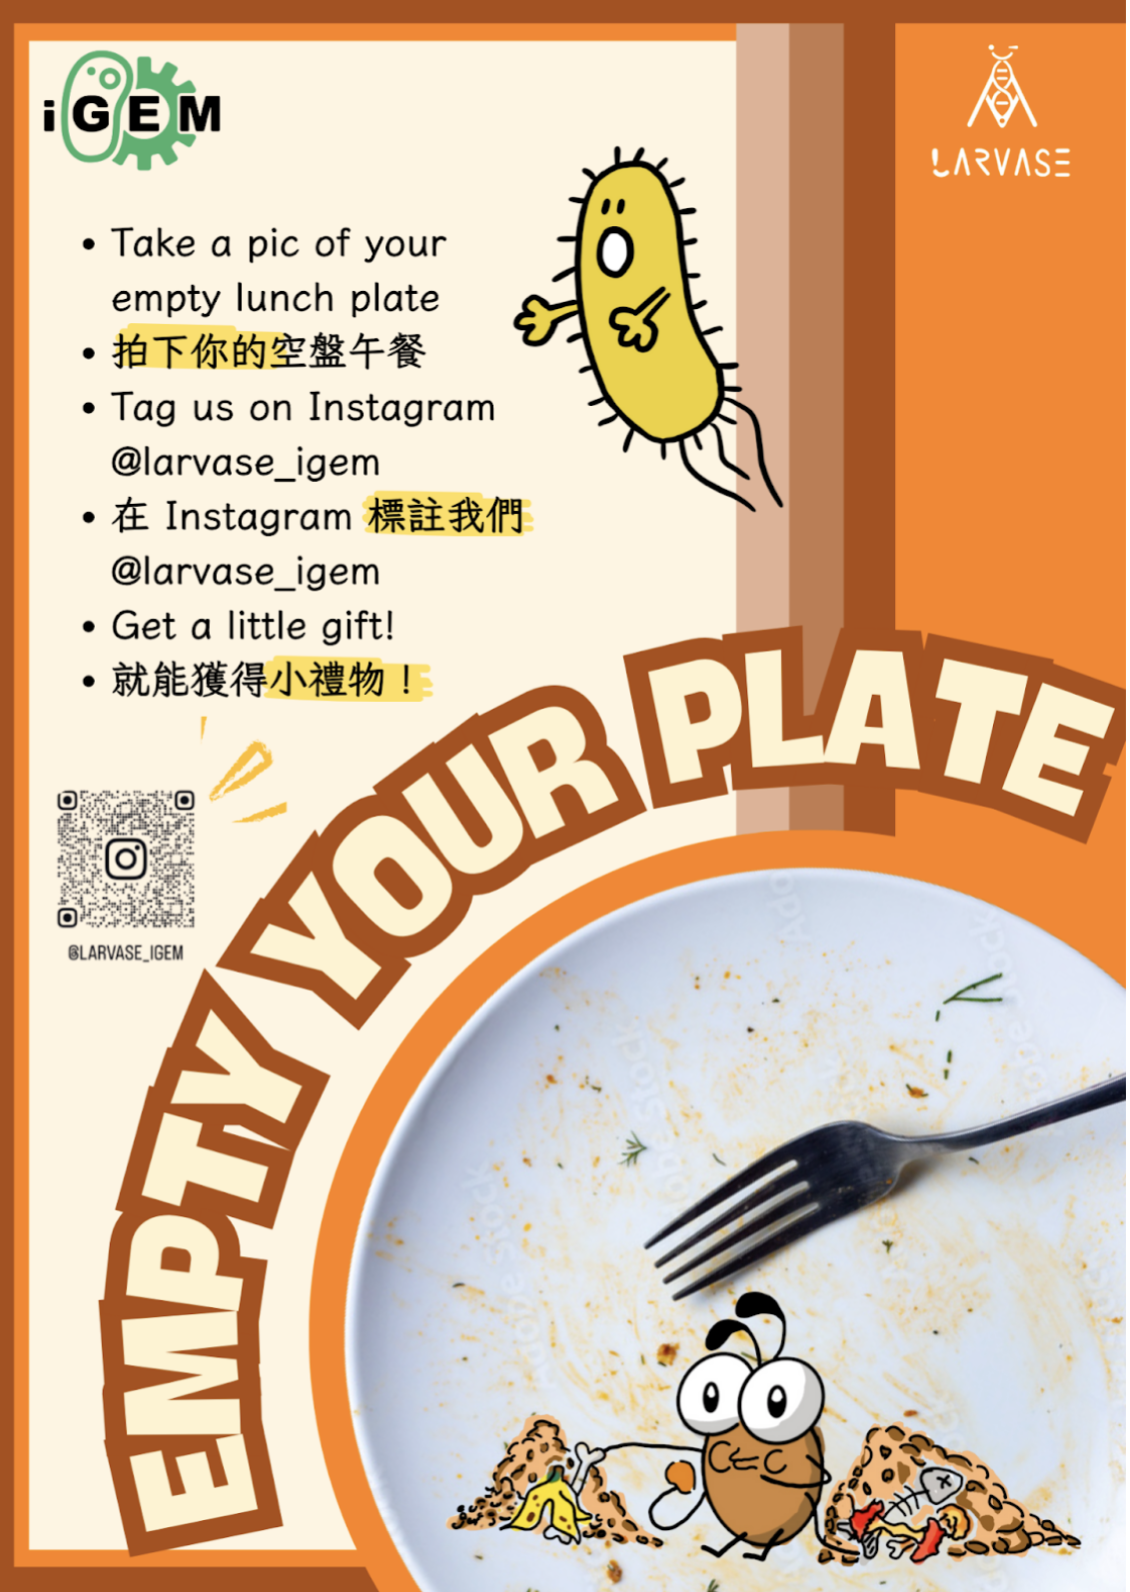 iGEM
LARVASE
• Take a pic of your
empty lunch plate
• 拍下你的空盤午餐
• Tag us on Instagram
@larvase_igem
• 在 Instagram 標註我們
@larvase_igem
• Get a little gift!
• 就能獲得小禮物！
EMPTY YOUR PLATE
@LARVASE_IGEM